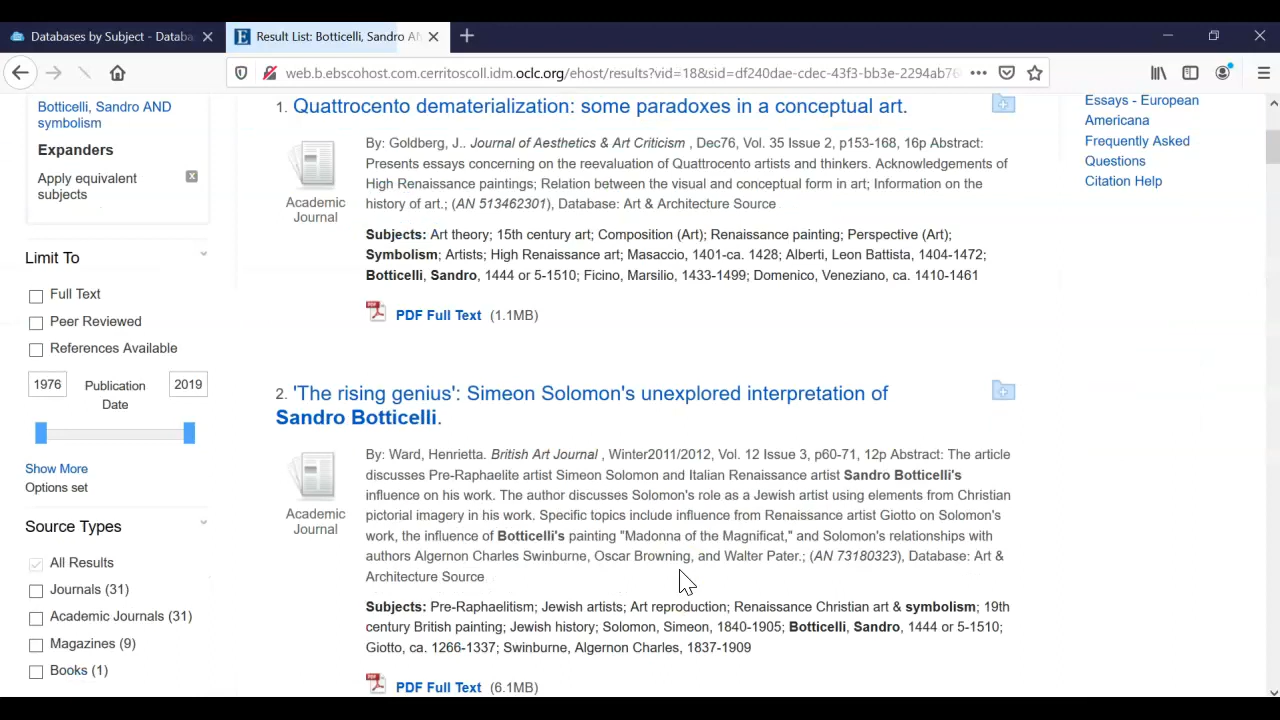 Databases by Subject - Databa
Result List: Botticelli, Sandro AN
web.b.ebscohost.com.cerritoscoll.idm.oclc.org/ehost/results?vid=18&sid=df240dae-cdec-43f3-bb3e-2294ab76
Botticelli, Sandro AND
symbolism
Expanders
Apply equivalent
subjects
Limit To
Full Text
Peer Reviewed
References Available
1976 Publication Date 2019
Show More
Options set
Source Types
All Results
Journals (31)
Academic Journals (31)
Magazines (9)
Books (1)
1. Quattrocento dematerialization: some paradoxes in a conceptual art.
Academic
Journal
By: Goldberg, J.. Journal of Aesthetics & Art Criticism , Dec76, Vol. 35 Issue 2, p153-168, 16p Abstract:
Presents essays concerning on the reevaluation of Quattrocento artists and thinkers. Acknowledgements of
High Renaissance paintings; Relation between the visual and conceptual form in art; Information on the
history of art.; (AN 513462301), Database: Art & Architecture Source
Subjects: Art theory; 15th century art; Composition (Art); Renaissance painting; Perspective (Art);
Symbolism; Artists; High Renaissance art; Masaccio, 1401-ca. 1428; Alberti, Leon Battista, 1404-1472;
Botticelli, Sandro, 1444 or 5-1510; Ficino, Marsilio, 1433-1499; Domenico, Veneziano, ca. 1410-1461
PDF Full Text (1.1MB)
2. 'The rising genius': Simeon Solomon's unexplored interpretation of
Sandro Botticelli.
Academic
Journal
By: Ward, Henrietta. British Art Journal , Winter2011/2012, Vol. 12 Issue 3, p60-71, 12p Abstract: The article
discusses Pre-Raphaelite artist Simeon Solomon and Italian Renaissance artist Sandro Botticelli's
influence on his work. The author discusses Solomon's role as a Jewish artist using elements from Christian
pictorial imagery in his work. Specific topics include influence from Renaissance artist Giotto on Solomon's
work, the influence of Botticelli's painting "Madonna of the Magnificat," and Solomon's relationships with
authors Algernon Charles Swinburne, Oscar Browning, and Walter Pater.; (AN 73180323), Database: Art &
Architecture Source
Subjects: Pre-Raphaelitism; Jewish artists; Art reproduction; Renaissance Christian art & symbolism; 19th
century British painting; Jewish history; Solomon, Simeon, 1840-1905; Botticelli, Sandro, 1444 or 5-1510;
Giotto, ca. 1266-1337; Swinburne, Algernon Charles, 1837-1909
PDF Full Text (6.1MB)
Essays - European
Americana
Frequently Asked
Questions
Citation Help